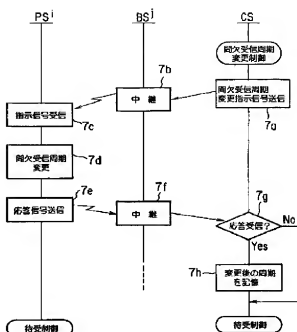 PSi BSj CS
間欠受信周期
変更制御
7b
中継
間欠受信周期
変更指示信号送信
7a
指示信号受信
7c
間欠受信周期
変更
7d
7e
応答信号送信
7f
中継
7g
応答受信?
No
Yes
7h
変更後の周期
を記憶
待受制御
待受制御